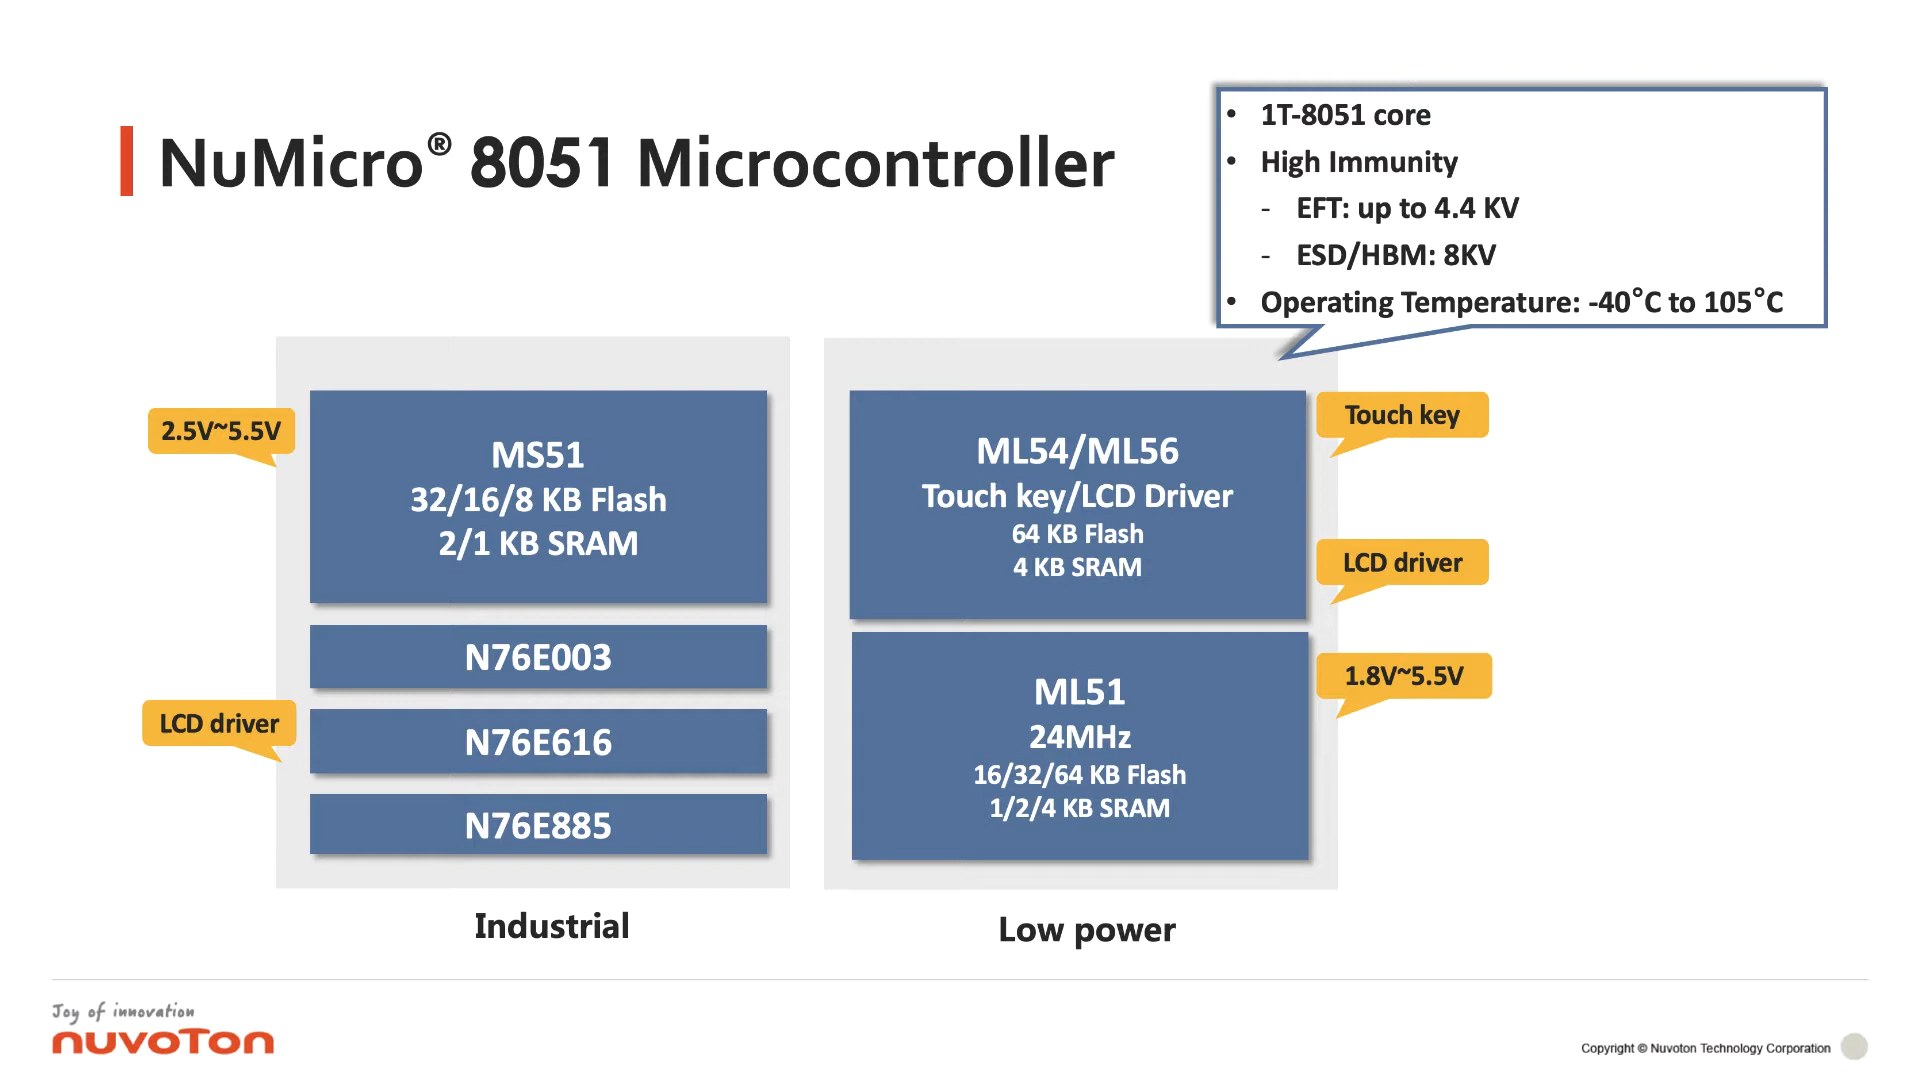 NuMicro® 8051 Microcontroller
• 1T-8051 core
• High Immunity
- EFT: up to 4.4 KV
- ESD/HBM: 8KV
• Operating Temperature: -40°C to 105°C
2.5V~5.5V
MS51
32/16/8 KB Flash
2/1 KB SRAM
N76E003
LCD driver
N76E616
N76E885
Industrial
ML54/ML56
Touch key/LCD Driver
64 KB Flash
4 KB SRAM
Touch key
LCD driver
ML51
24MHz
16/32/64 KB Flash
1/2/4 KB SRAM
1.8V~5.5V
Low power
Joy of innovation
nuvoTon
Copyright © Nuvoton Technology Corporation